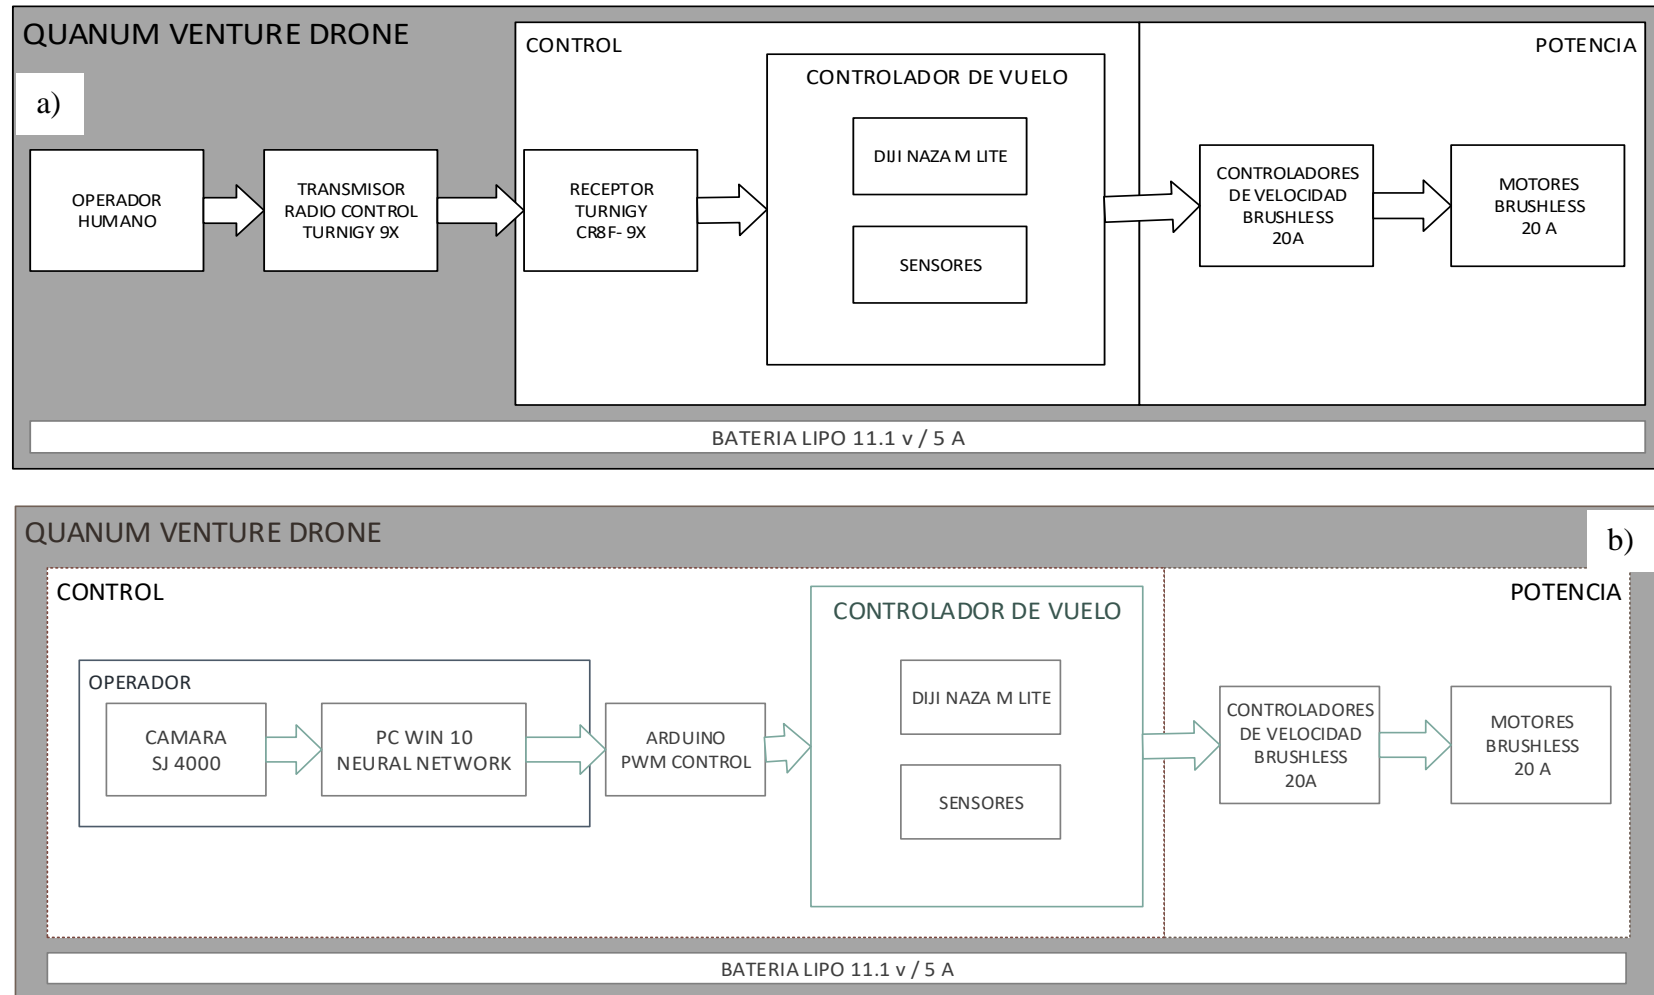 QUANUM VENTURE DRONE
a)
CONTROL
POTENCIA
CONTROLADOR DE VUELO
OPERADOR
HUMANO
TRANSMISOR
RADIO CONTROL
TURNIGY 9X
RECEPTOR
TURNIGY
CR8F- 9X
DIJI NAZA M LITE
SENSORES
CONTROLADORES
DE VELOCIDAD
BRUSHLESS
20A
MOTORES
BRUSHLESS
20 A
BATERIA LIPO 11.1 v / 5 A
QUANUM VENTURE DRONE
b)
CONTROL
POTENCIA
OPERADOR
CAMARA
SJ 4000
PC WIN 10
NEURAL NETWORK
ARDUINO
PWM CONTROL
CONTROLADOR DE VUELO
DIJI NAZA M LITE
SENSORES
CONTROLADORES
DE VELOCIDAD
BRUSHLESS
20A
MOTORES
BRUSHLESS
20 A
BATERIA LIPO 11.1 v / 5 A